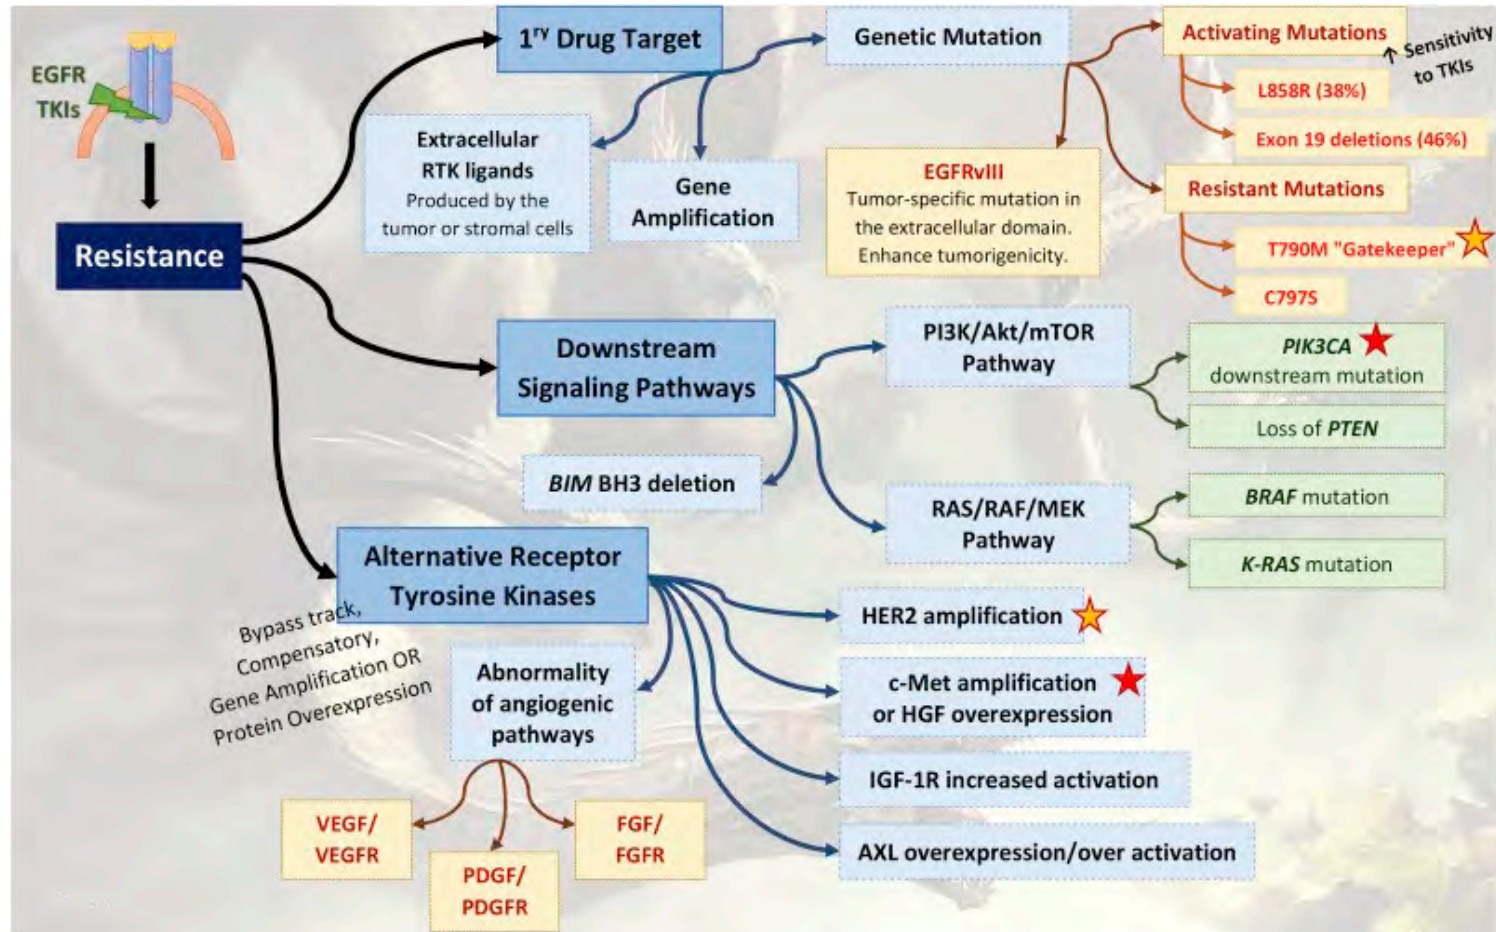 EGFR
TKIs
Resistance
1ry Drug Target
Genetic Mutation
Activating Mutations
↑ Sensitivity
to TKIs
L858R (38%)
Exon 19 deletions (46%)
Extracellular
RTK ligands
Produced by the
tumor or stromal cells
Gene
Amplification
EGFRvIII
Tumor-specific mutation in
the extracellular domain.
Enhance tumorigenicity.
Resistant Mutations
T790M "Gatekeeper"
C797S
Downstream
Signaling Pathways
PI3K/Akt/mTOR
Pathway
PIK3CA
downstream mutation
Loss of PTEN
BIM BH3 deletion
RAS/RAF/MEK
Pathway
BRAF mutation
K-RAS mutation
Alternative Receptor
Tyrosine Kinases
Bypass track,
Compensatory,
Gene Amplification OR
Protein Overexpression
HER2 amplification
c-Met amplification
or HGF overexpression
IGF-1R increased activation
AXL overexpression/over activation
Abnormality
of angiogenic
pathways
VEGF/
VEGFR
PDGF/
PDGFR
FGF/
FGFR